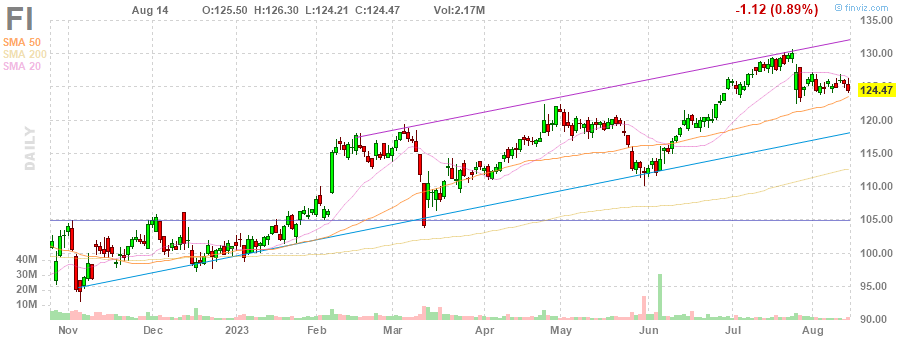 FI
Aug 14 O:125.50 H:126.30 L:124.21 C:124.47 Vol:2.17M -1.12 (0.89%) © finviz.com
SMA 50
SMA 200
SMA 20
DAILY
135.00
130.00
125.00
124.47
120.00
115.00
110.00
105.00
100.00
95.00
90.00
40M
30M
20M
10M
Nov Dec 2023 Feb Mar Apr May Jun Jul Aug